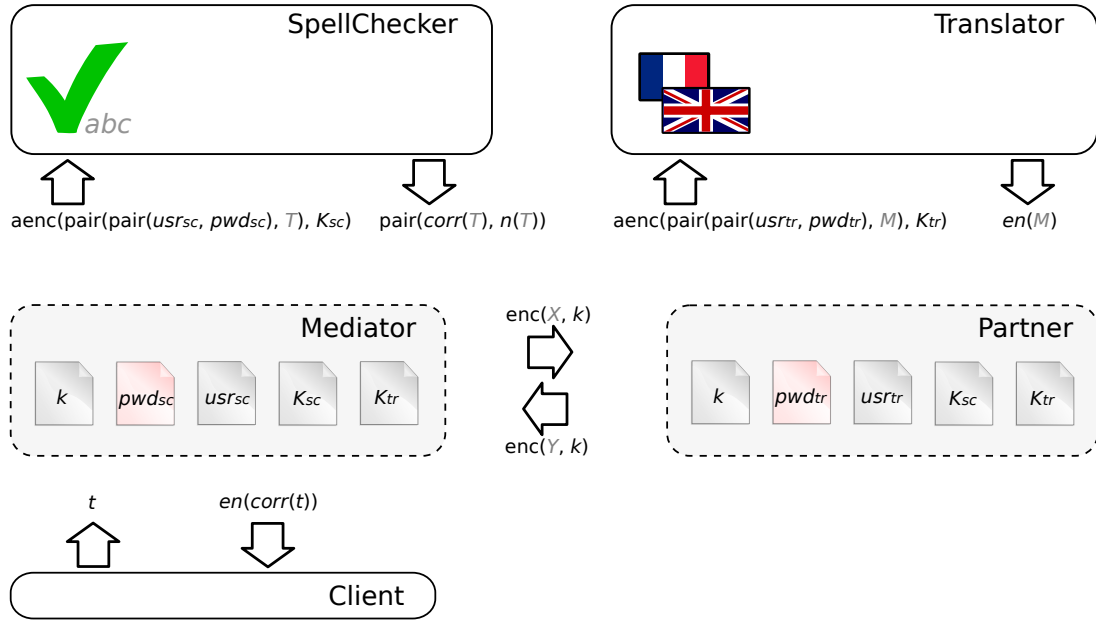 SpellChecker
Translator
abc
aenc(pair(pair(usrsc, pwdsc), T), Ksc)
pair(corr(T), n(T))
aenc(pair(pair(usrtr, pwdtr), M), Ktr)
en(M)
Mediator
enc(X, k)
Partner
k
pwdsc
usrsc
Ksc
Ktr
k
pwdtr
usrtr
Ksc
Ktr
enc(Y, k)
t
en(corr(t))
Client